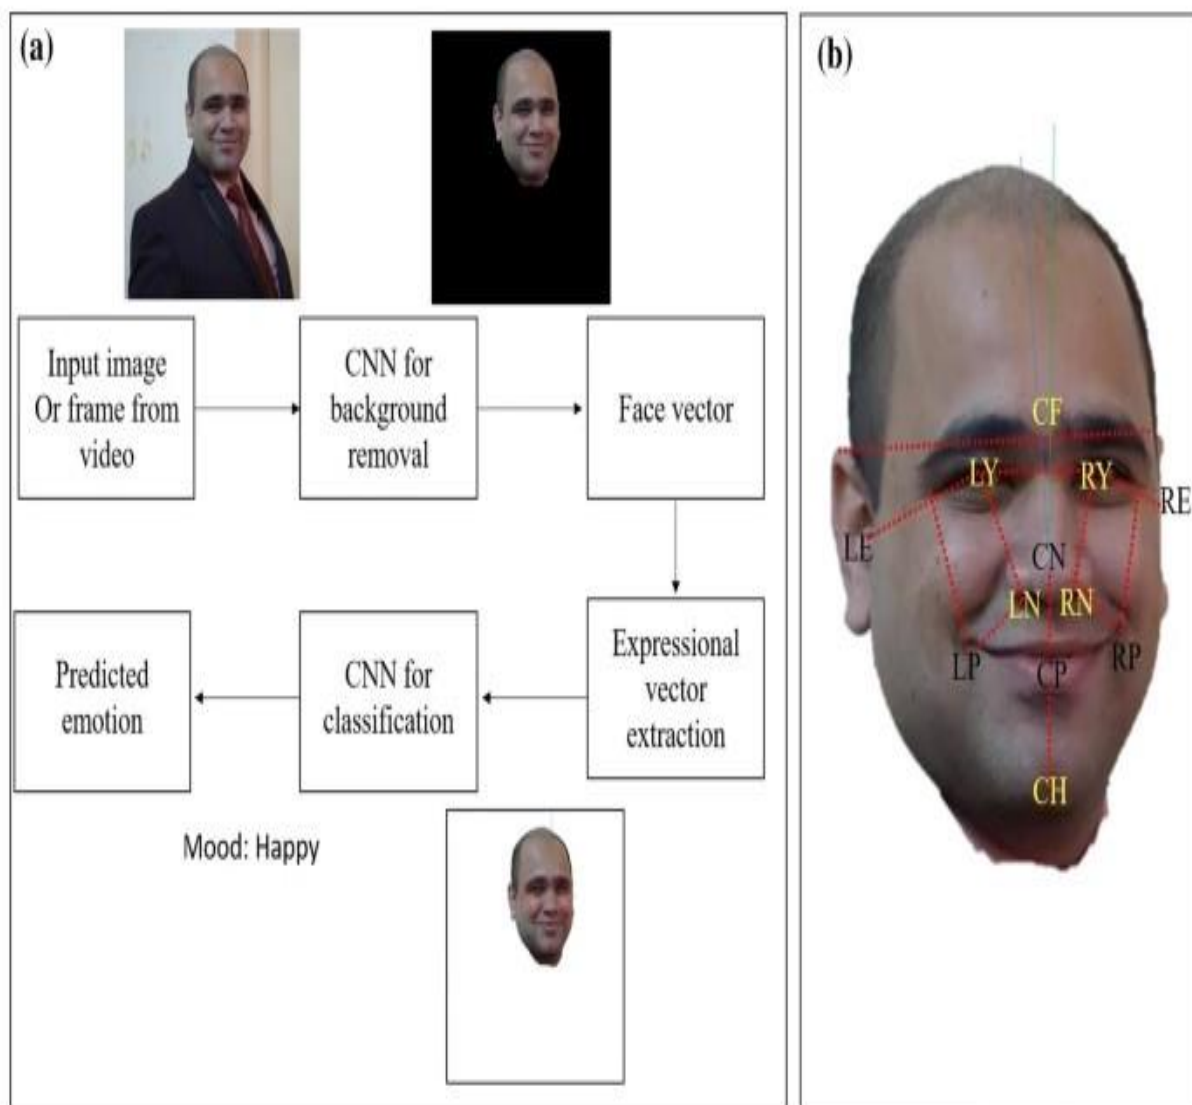 (a)
Input image
Or frame from
video
CNN for
background
removal
Face vector
Predicted
emotion
CNN for
classification
Expressional
vector
extraction
Mood: Happy
(b)
CF
LY
RY
RE
LE
CN
LN
RN
LP
CP
RP
CH